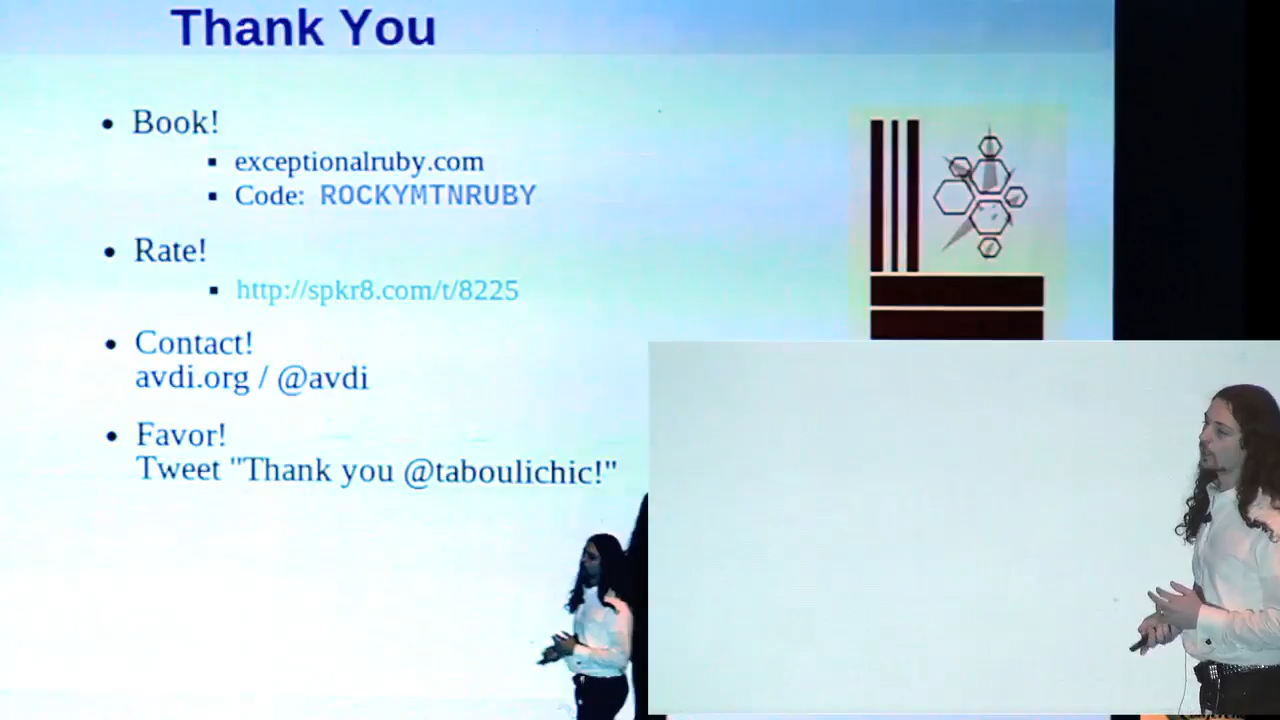 Thank You
Book!
exceptionalruby.com
Code: ROCKYMTNRUBY
Rate!
http://spkr8.com/t/8225
Contact!
avdi.org / @avdi
Favor!
Tweet "Thank you @taboulichic!"